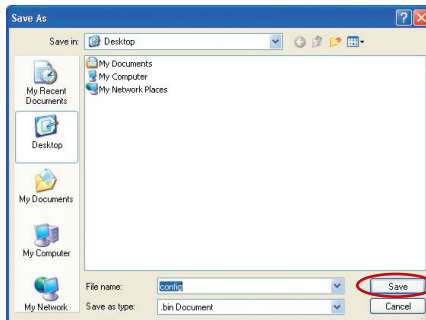 Save As
Save in: Desktop
My Documents
My Computer
My Network Places
My Recent
Documents
Desktop
My Documents
My Computer
My Network
File name: config Save
Save as type: .bin Document Cancel